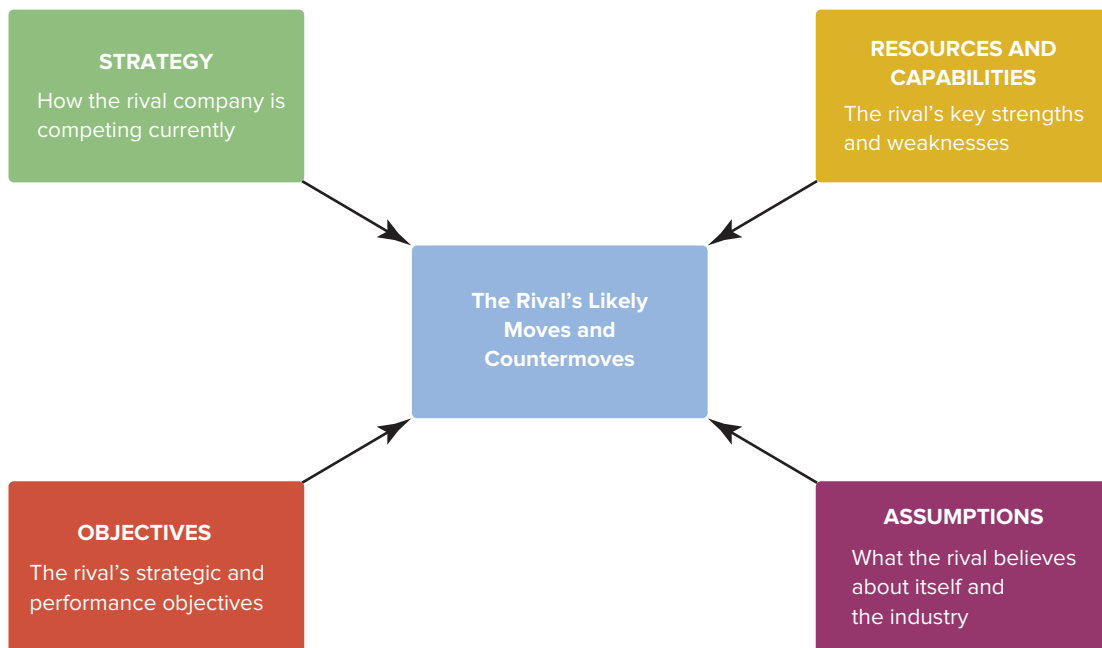 STRATEGY
How the rival company is
competing currently
RESOURCES AND
CAPABILITIES
The rival’s key strengths
and weaknesses
The Rival’s Likely
Moves and
Countermoves
OBJECTIVES
The rival’s strategic and
performance objectives
ASSUMPTIONS
What the rival believes
about itself and
the industry